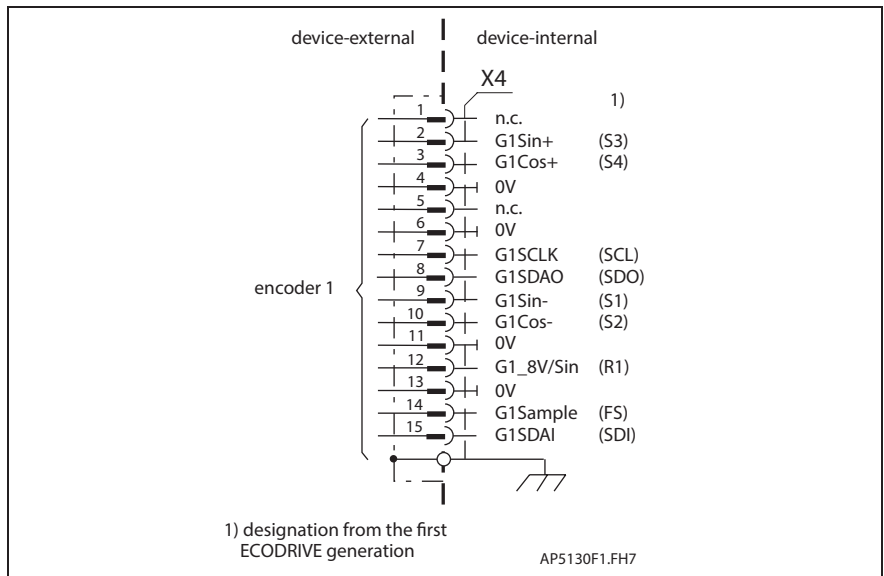 device-external device-internal
X4
1)
1 n.c.
2 G1Sin+ (S3)
3 G1Cos+ (S4)
4 0V
5 n.c.
6 0V
7 G1SCLK (SCL)
8 G1SDAO (SDO)
encoder 1
9 G1Sin- (S1)
10 G1Cos- (S2)
11 0V
12 G1_8V/Sin (R1)
13 0V
14 G1Sample (FS)
15 G1SDAI (SDI)
1) designation from the first
ECODRIVE generation
AP5130F1.FH7